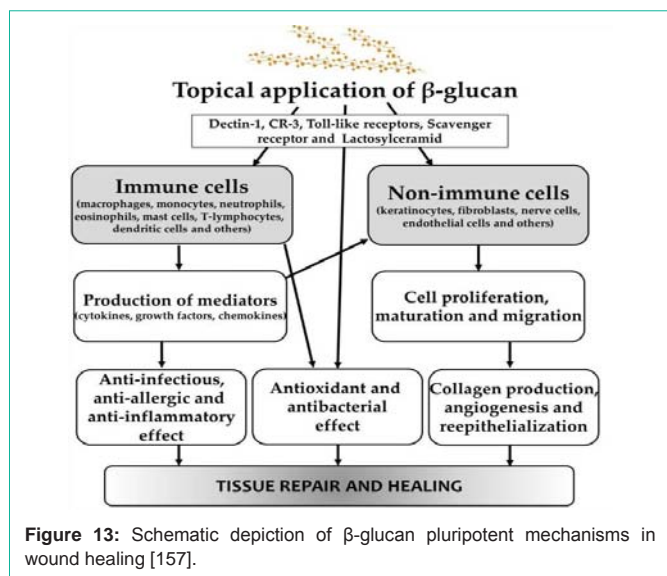 Topical application of β-glucan
Dectin-1, CR-3, Toll-like receptors, Scavenger
receptor and Lactosylceramid
Immune cells
(macrophages, monocytes, neutrophils,
eosinophils, mast cells, T-lymphocytes,
dendritic cells and others)
Non-immune cells
(keratinocytes, fibroblasts, nerve cells,
endothelial cells and others)
Production of mediators
(cytokines, growth factors, chemokines)
Cell proliferation,
maturation and migration
Anti-infectious,
anti-allergic and
anti-inflammatory
effect
Antioxidant and
antibacterial
effect
Collagen production,
angiogenesis and
reepithelialization
TISSUE REPAIR AND HEALING
Figure 13: Schematic depiction of β-glucan pluripotent mechanisms in
wound healing [157].